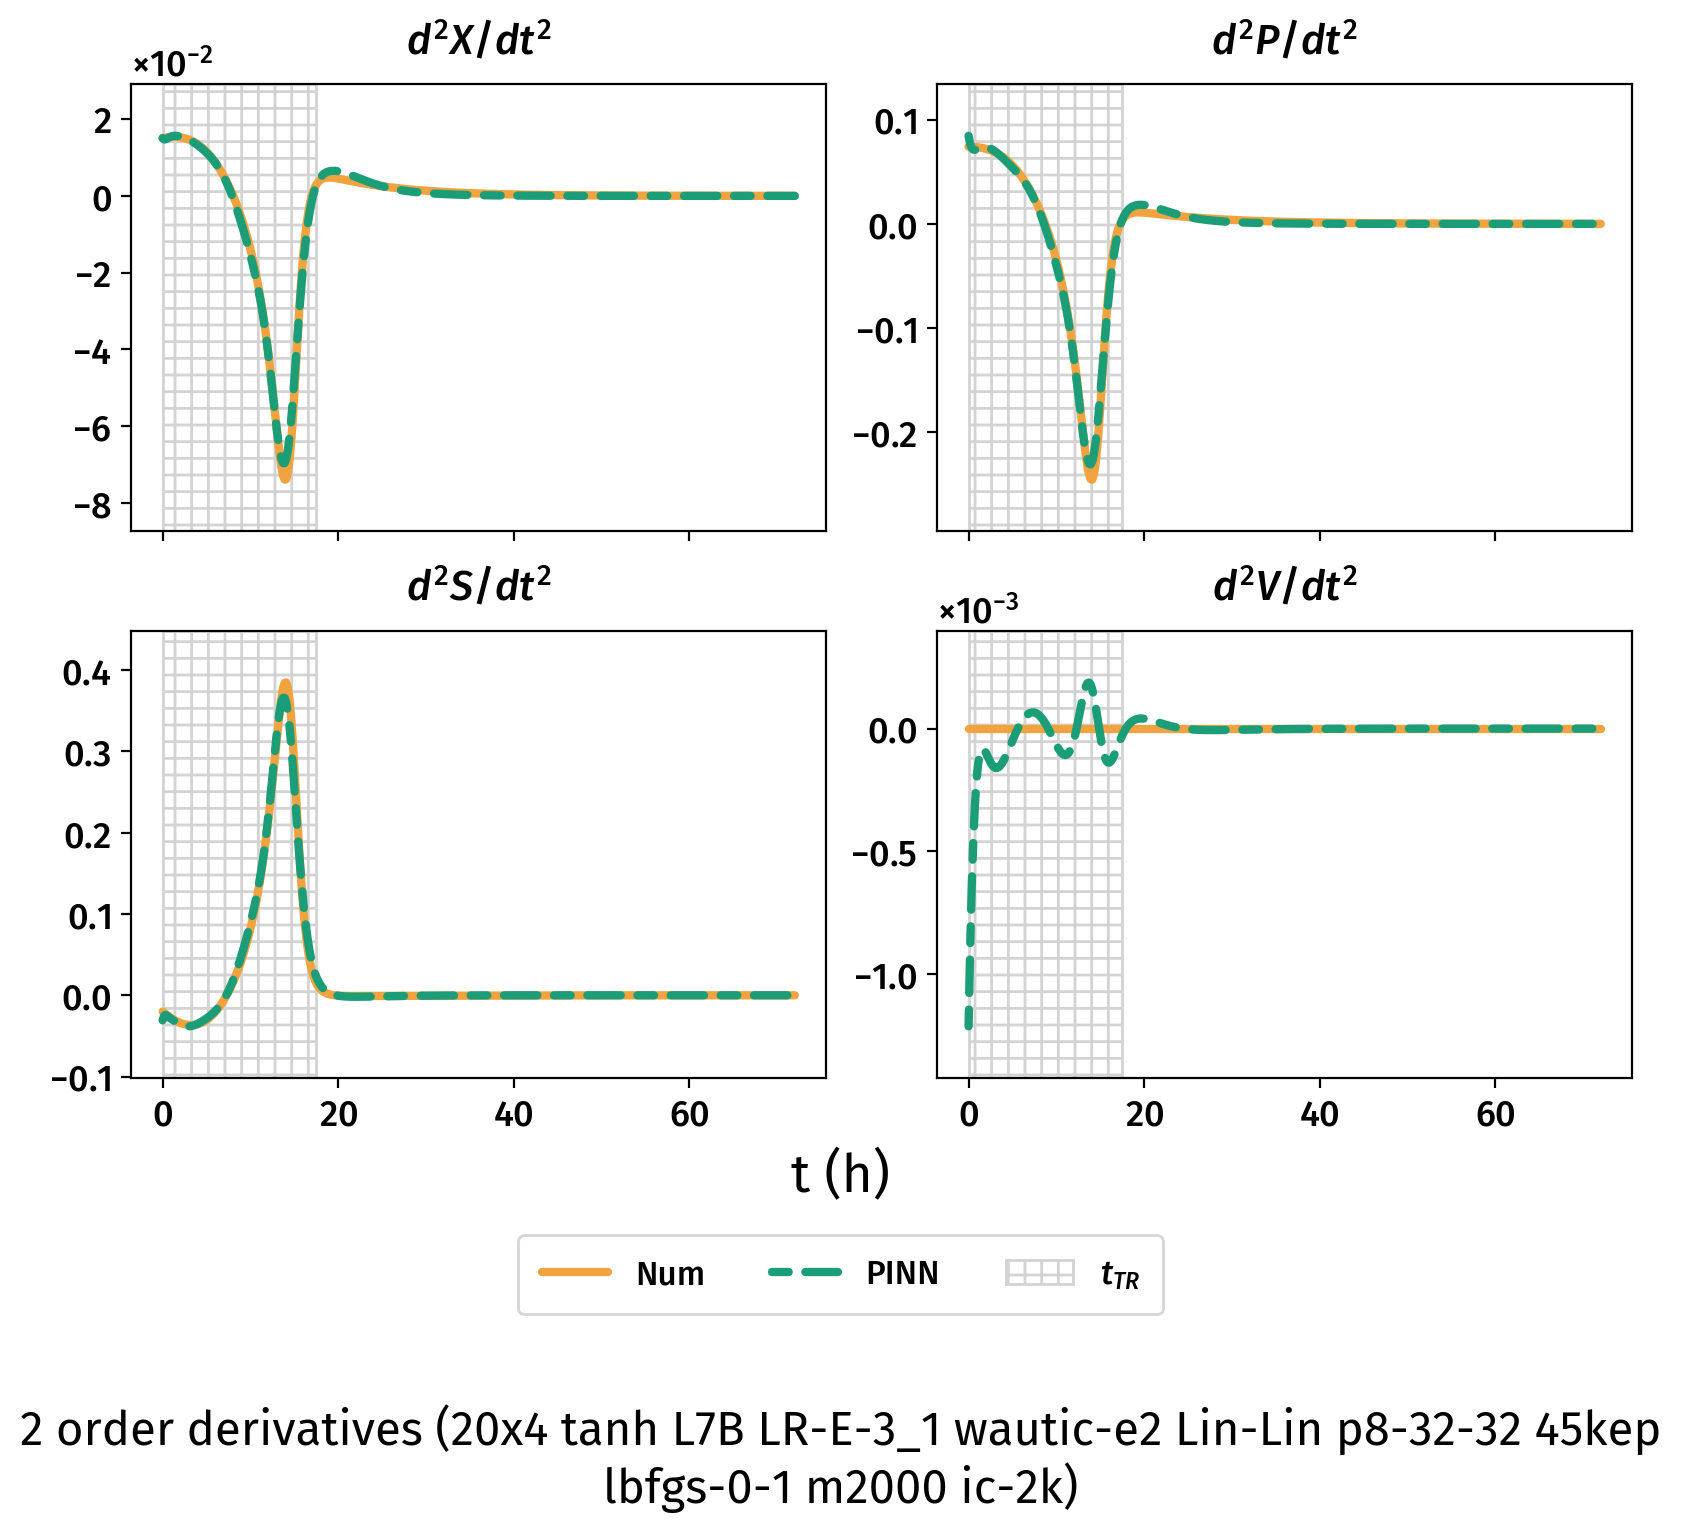 d²X/dt²
d²P/dt²
×10⁻²
2
0
−2
−4
−6
−8
0.1
0.0
−0.1
−0.2
d²S/dt²
d²V/dt²
×10⁻³
0.4
0.3
0.2
0.1
0.0
−0.1
0.0
−0.5
−1.0
0 20 40 60
0 20 40 60
t (h)
Num PINN t_TR
2 order derivatives (20x4 tanh L7B LR-E-3_1 wautic-e2 Lin-Lin p8-32-32 45kep
lbfgs-0-1 m2000 ic-2k)